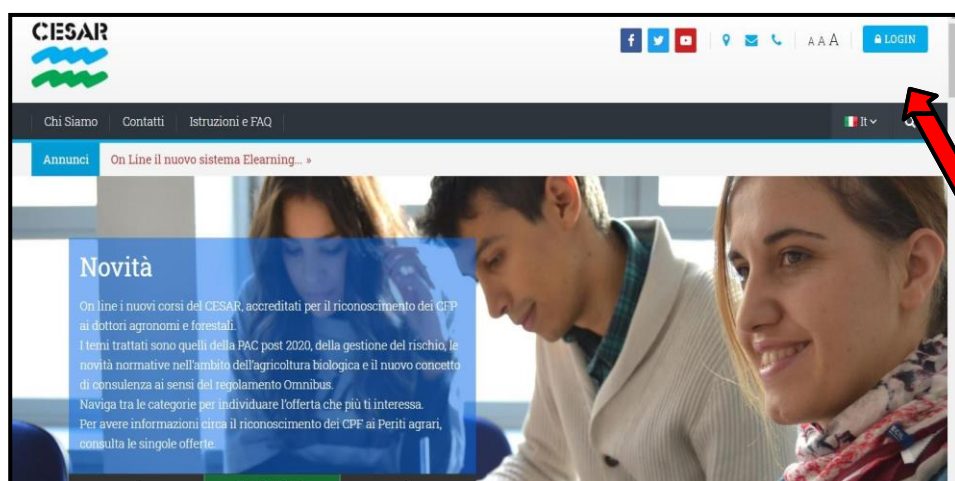 CESAR
A A A
LOGIN
Chi Siamo
Contatti
Istruzioni e FAQ
It
Annunci
On Line il nuovo sistema Elearning... »
Novità
On line i nuovi corsi del CESAR, accreditati per il riconoscimento dei CFP
ai dottori agronomi e forestali.
I temi trattati sono quelli della PAC post 2020, della gestione del rischio, le
novità normative nell'ambito dell'agricoltura biologica e il nuovo concetto
di consulenza ai sensi del regolamento Omnibus.
Naviga tra le categorie per individuare l'offerta che più ti interessa.
Per avere informazioni circa il riconoscimento dei CPF ai Periti agrari,
consulta le singole offerte.